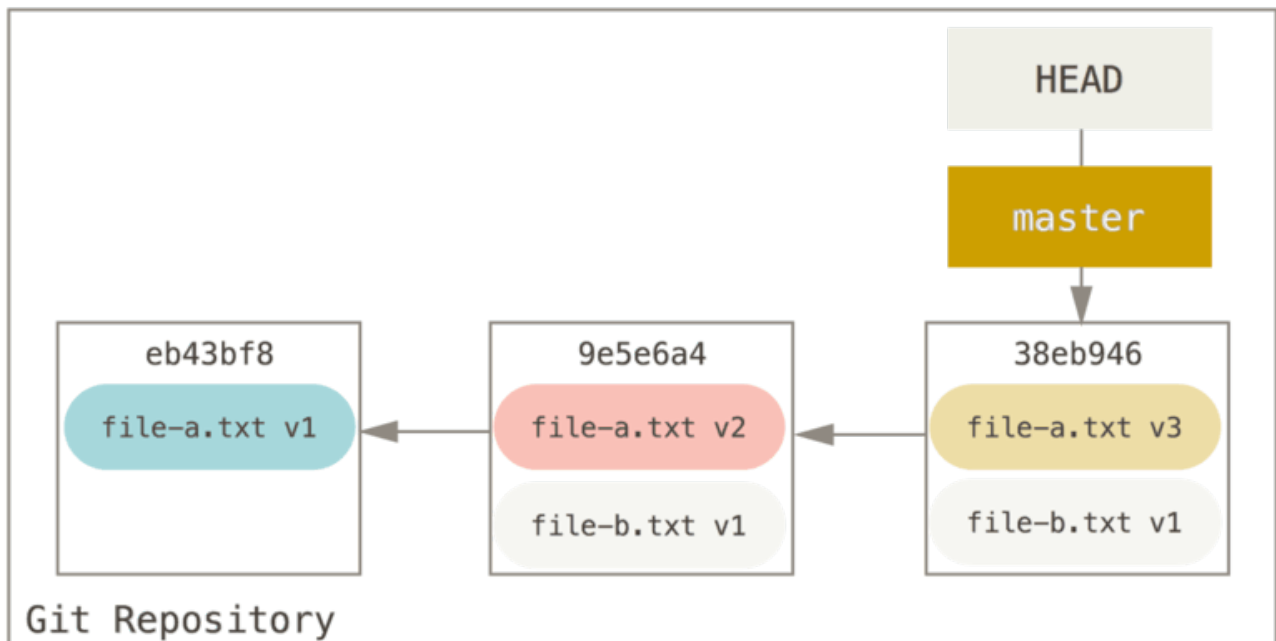 HEAD
master
eb43bf8
9e5e6a4
38eb946
file-a.txt v1
file-a.txt v2
file-a.txt v3
file-b.txt v1
file-b.txt v1
Git Repository